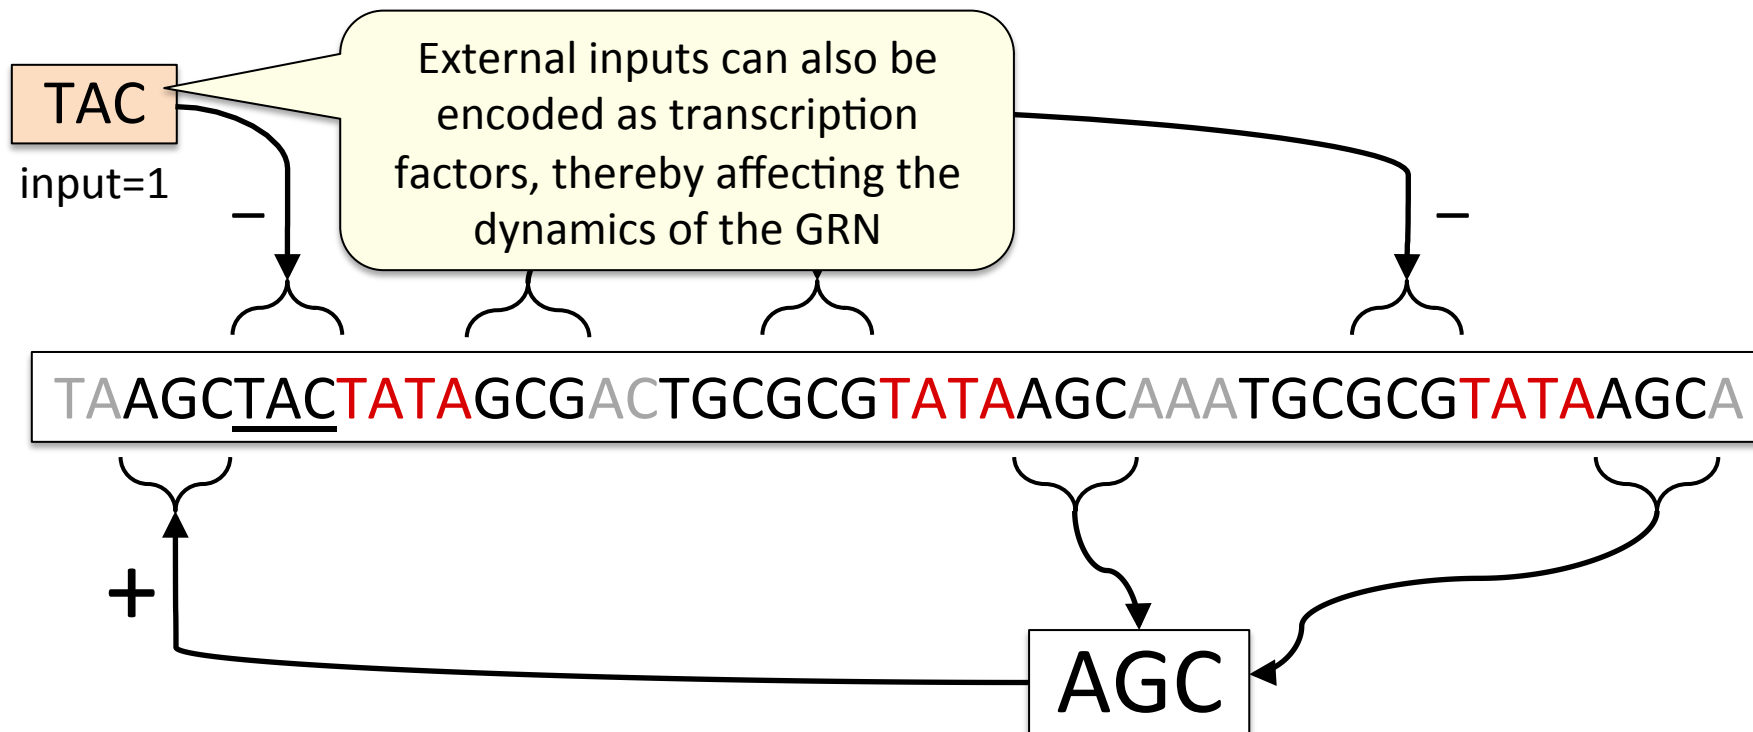 External inputs can also be
encoded as transcription
factors, thereby affecting the
dynamics of the GRN
TAC
input=1
–
–
TAAGCTACTATAGCGACTGCGCGTATAAGCAAATGCGCGTATAAGCA
+
AGC